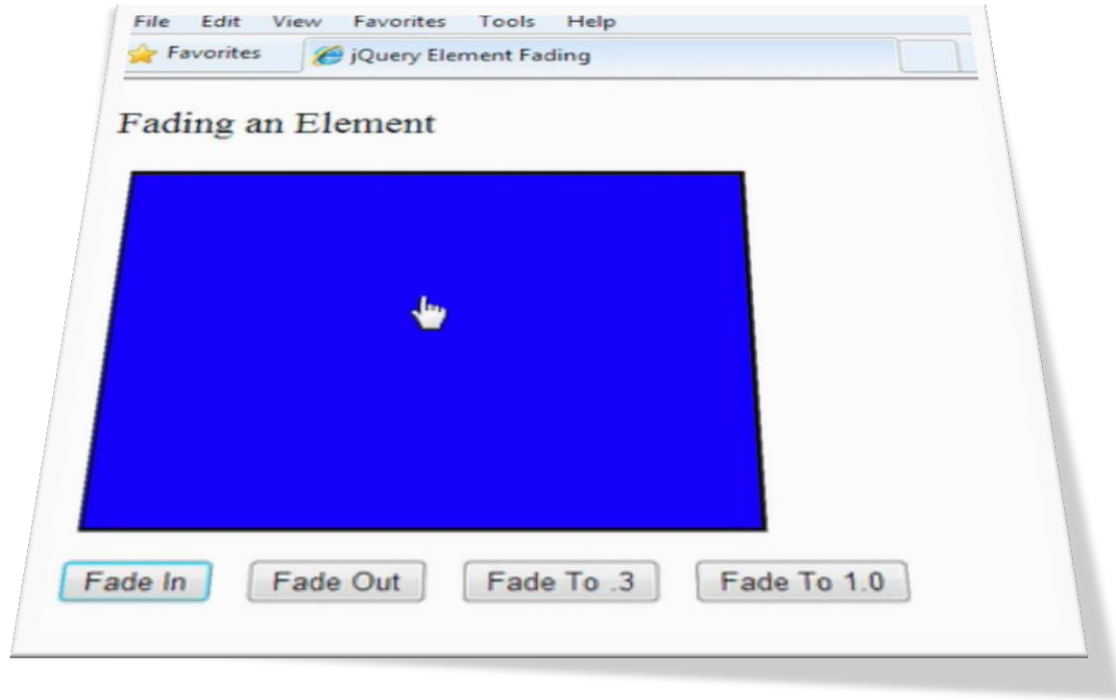 File Edit View Favorites Tools Help
Favorites jQuery Element Fading
Fading an Element
Fade In Fade Out Fade To .3 Fade To 1.0